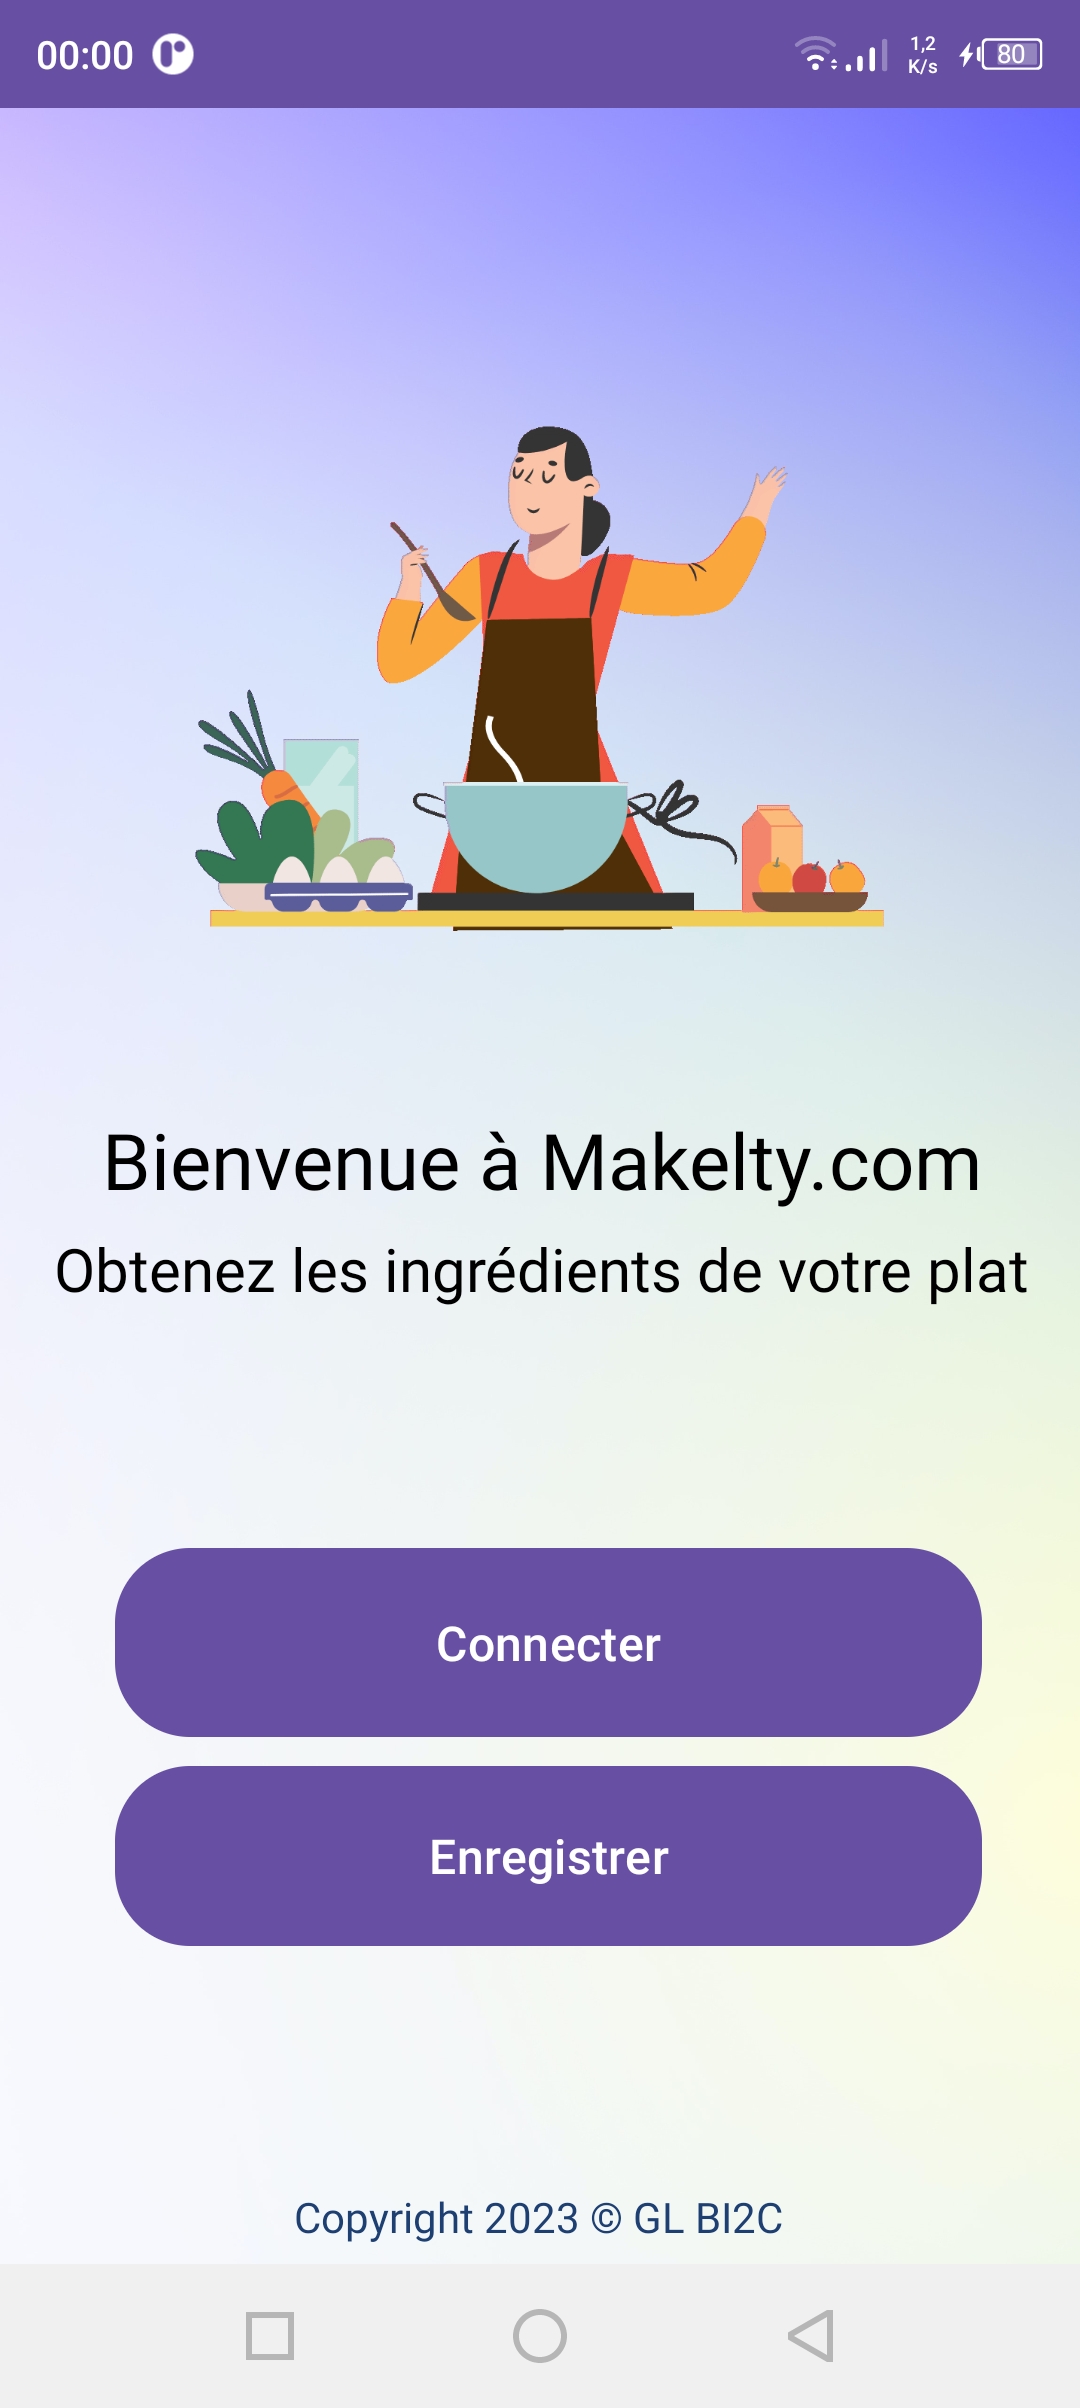 00:00
1,2
K/s
80
Bienvenue à Makelty.com
Obtenez les ingrédients de votre plat
Connecter
Enregistrer
Copyright 2023 © GL BI2C